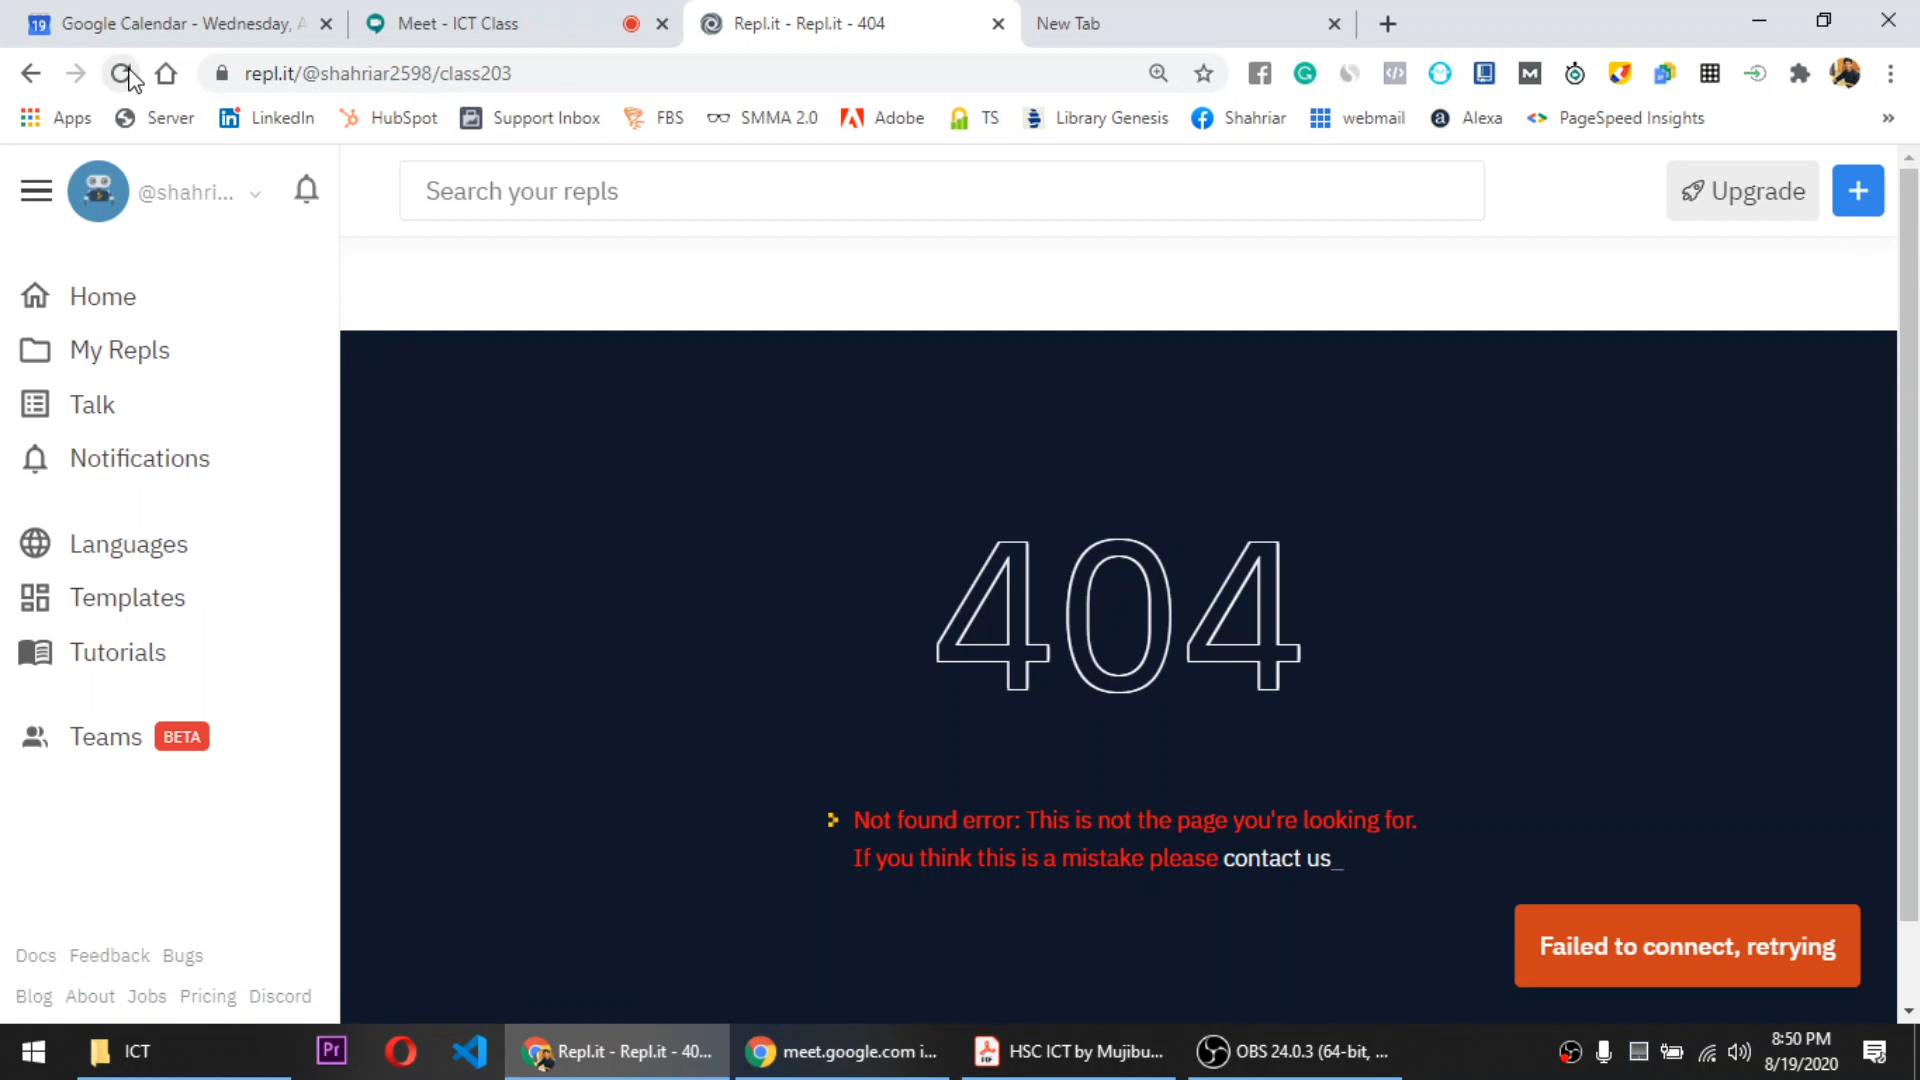 Google Calendar - Wednesday, A
Meet - ICT Class
Repl.it - Repl.it - 404
New Tab
repl.it/@shahriar2598/class203
Apps
Server
LinkedIn
HubSpot
Support Inbox
FBS
SMMA 2.0
Adobe
TS
Library Genesis
Shahriar
webmail
Alexa
PageSpeed Insights
»
@shahri...
Search your repls
Upgrade
+
Home
My Repls
Talk
Notifications
Languages
Templates
Tutorials
Teams BETA
404
Not found error: This is not the page you're looking for.
If you think this is a mistake please contact us_
Failed to connect, retrying
Docs Feedback Bugs
Blog About Jobs Pricing Discord
ICT
Pr
Repl.it - Repl.it - 40...
meet.google.com i...
HSC ICT by Mujibu...
OBS 24.0.3 (64-bit, ...
8:50 PM
8/19/2020